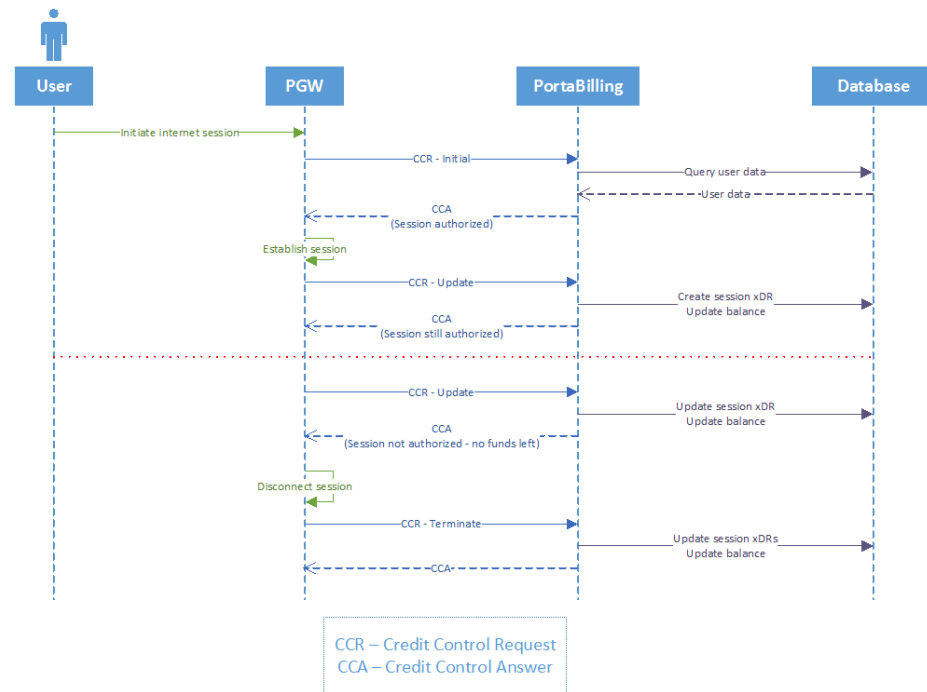 User
PGW
PortaBilling
Database
Initiate internet session
CCR - Initial
Query user data
User data
CCA
(Session authorized)
Establish session
CCR - Update
Create session xDR
Update balance
CCA
(Session still authorized)
CCR - Update
Update session xDR
Update balance
CCA
(Session not authorized - no funds left)
Disconnect session
CCR - Terminate
Update session xDRs
Update balance
CCA
CCR – Credit Control Request
CCA – Credit Control Answer